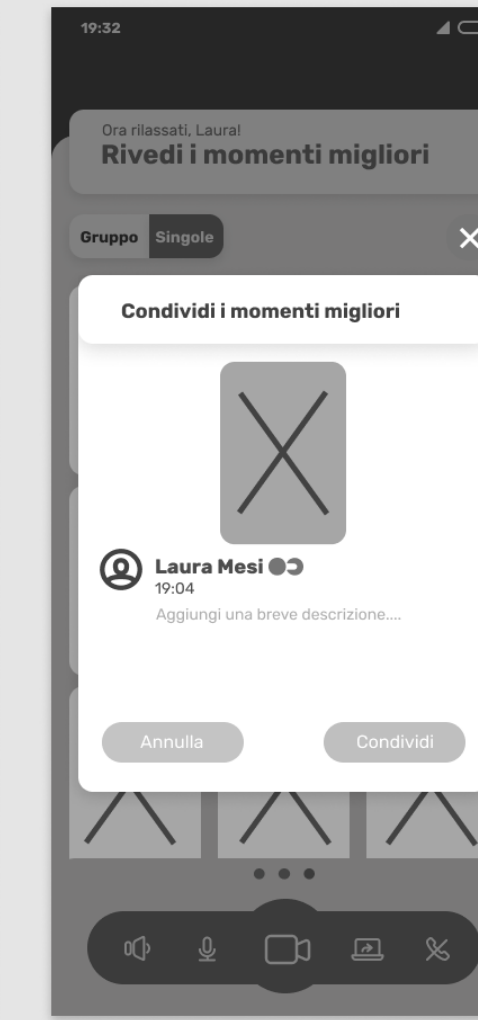 19:32
Ora rilassati, Laura!
Rivedi i momenti migliori
Gruppo Singole
Condividi i momenti migliori
Laura Mesi
19:04
Aggiungi una breve descrizione....
Annulla Condividi